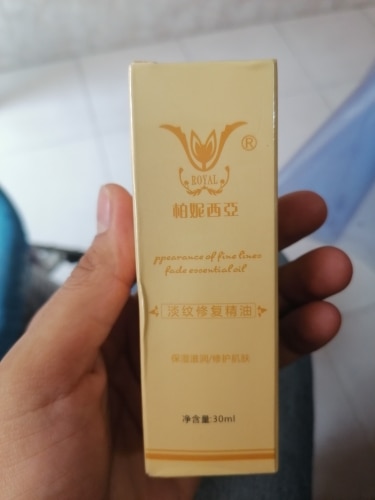 ®
ROYAL
帕妮西亞
ppearance of fine lines
fade essential oil
淡纹修复精油
保湿滋润/修护肌肤
净含量:30ml